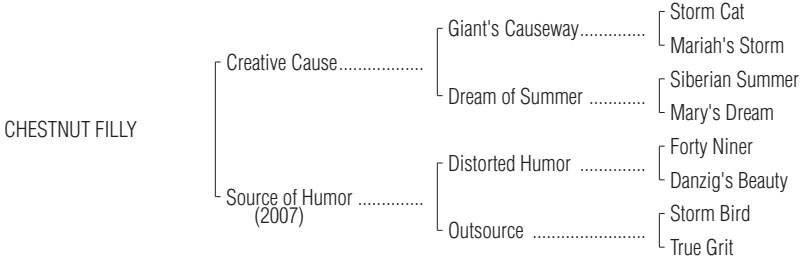 Storm Cat
Giant's Causeway..............
Mariah's Storm
Creative Cause..................
Siberian Summer
Dream of Summer ............
Mary's Dream
CHESTNUT FILLY
Forty Niner
Distorted Humor ..............
Danzig's Beauty
Source of Humor ..............
(2007)
Storm Bird
Outsource ........................
True Grit